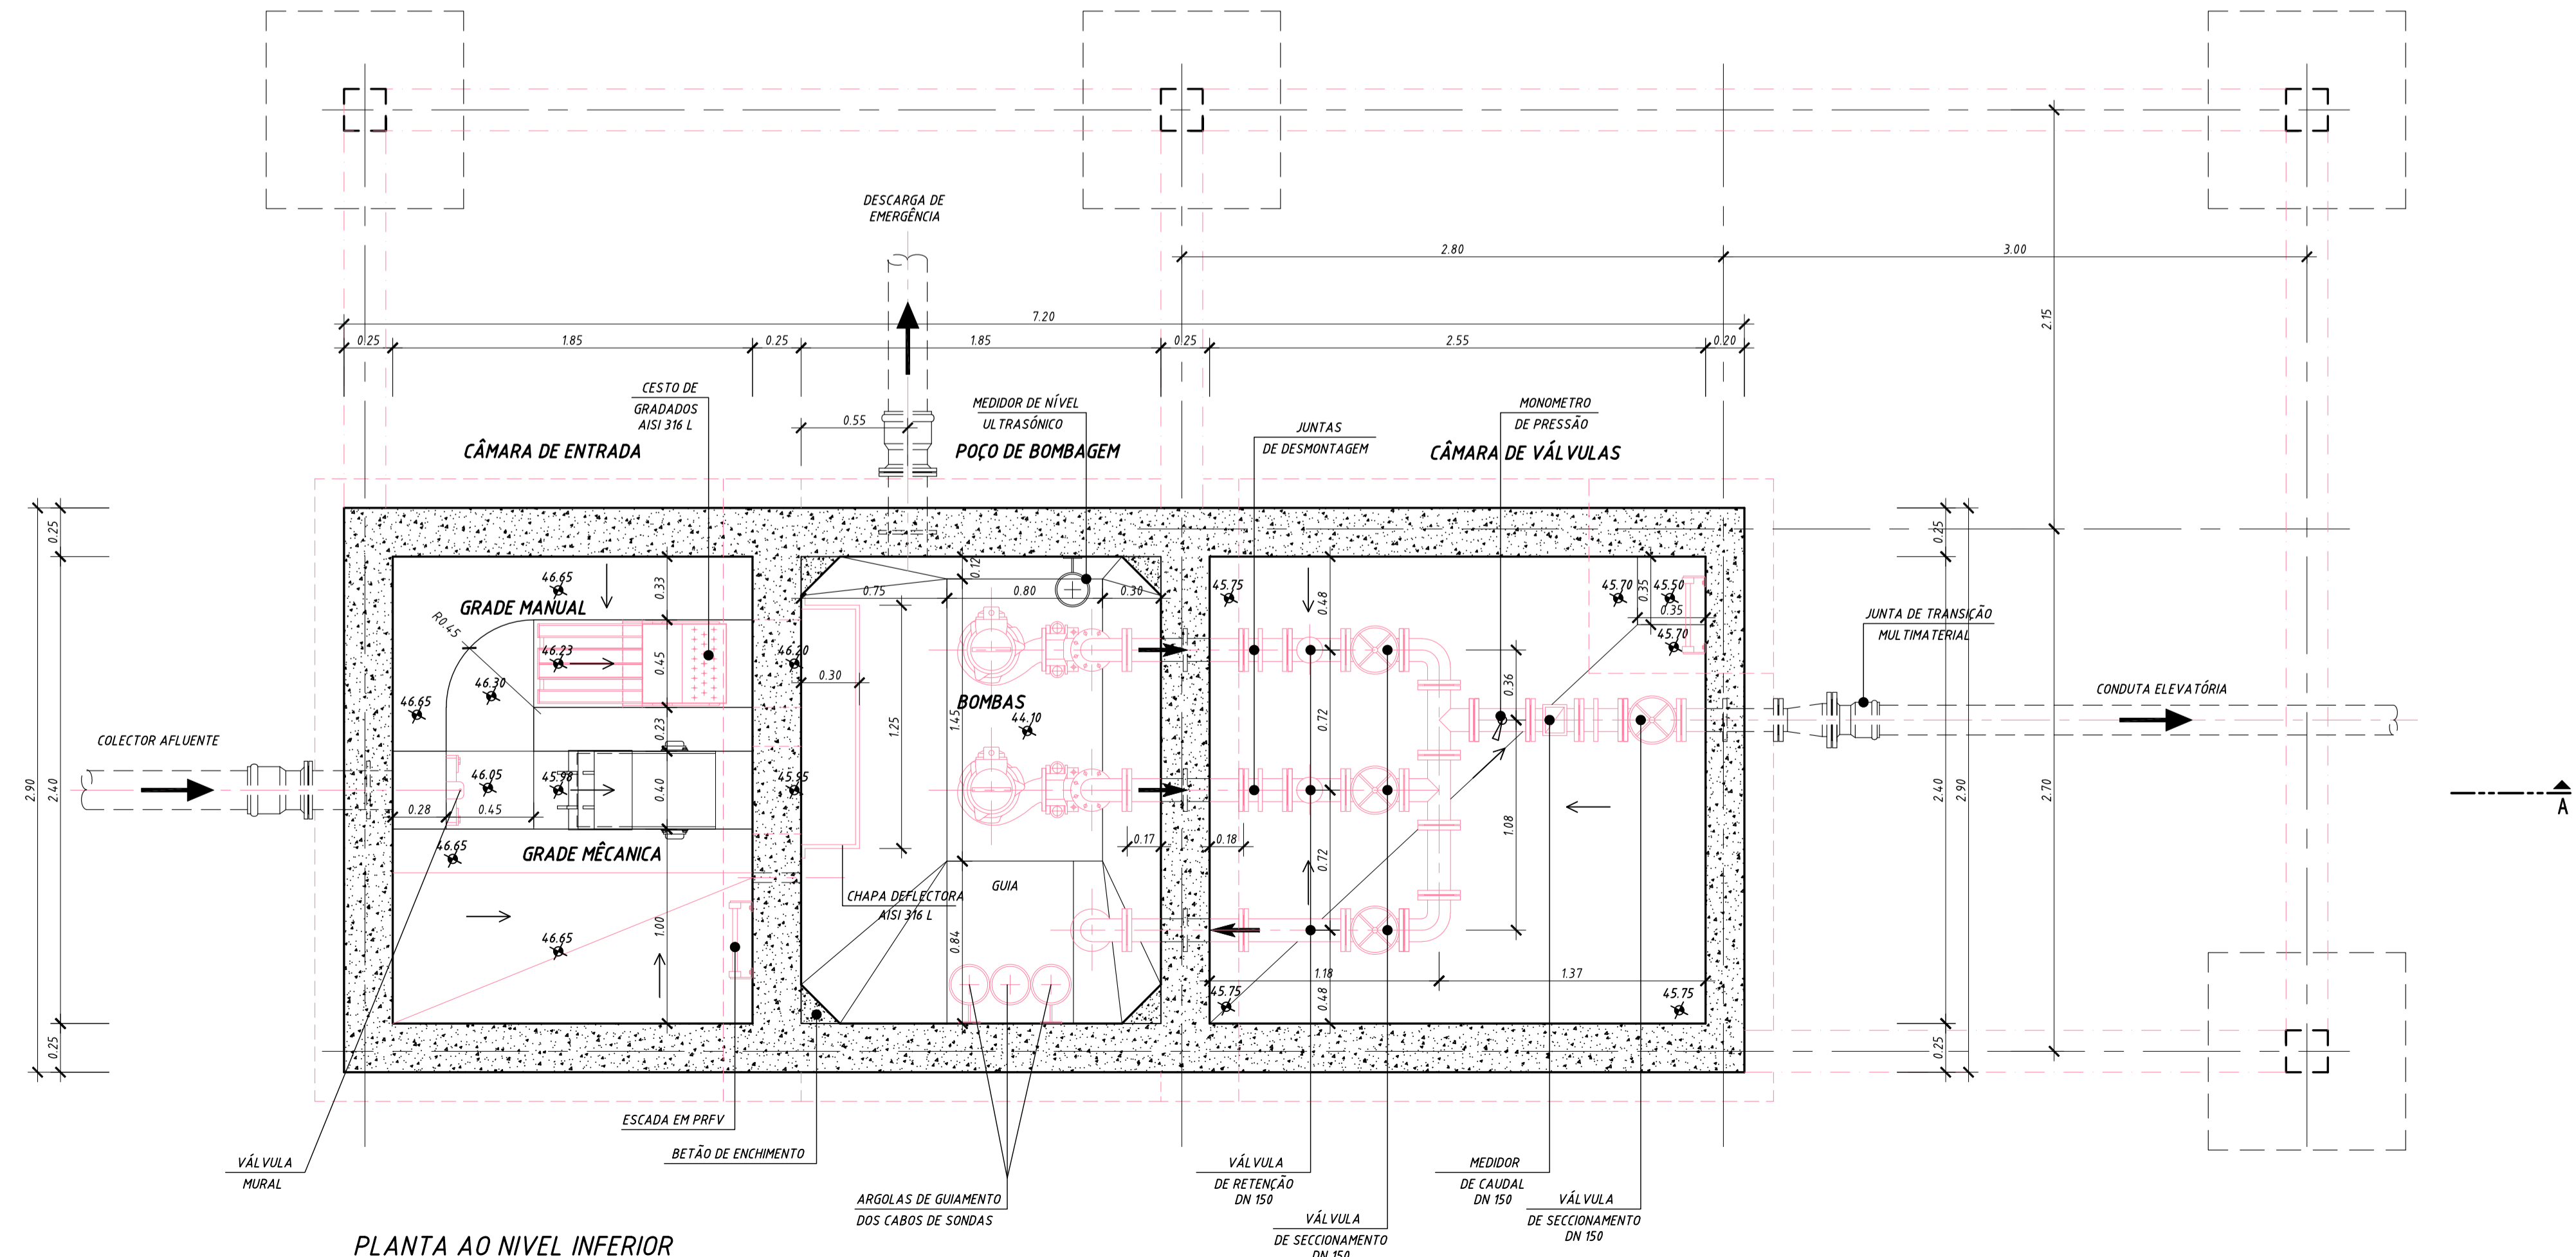 DESCARGA DE
EMERGÊNCIA
2.80
3.00
7.20
2.15
0.25
1.85
0.25
1.85
0.25
2.55
0.20
CESTO DE
GRADADOS
AISI 316 L
0.55
MEDIDOR DE NÍVEL
ULTRASÓNICO
MONOMETRO
DE PRESSÃO
JUNTAS
DE DESMONTAGEM
CÂMARA DE ENTRADA
POÇO DE BOMBAGEM
CÂMARA DE VÁLVULAS
0.25
0.25
0.12
46.65
0.33
GRADE MANUAL
0.75
0.80
0.30
45.75
0.48
45.70
0.35
45.50
0.35
R0.45
JUNTA DE TRANSIÇÃO
MULTIMATERIAL
46.23
0.45
46.20
45.70
46.30
0.30
0.36
46.65
BOMBAS
44.10
CONDUTA ELEVATÓRIA
COLECTOR AFLUENTE
0.23
1.25
1.45
0.72
46.05
45.98
0.40
45.95
2.90
2.40
2.40
2.90
2.70
0.28
0.45
1.08
A
46.65
GRADE MÊCANICA
0.17
0.18
0.72
GUIA
CHAPA DEFLECTORA
AISI 316 L
1.00
46.65
0.84
1.18
1.37
45.75
0.48
45.75
0.25
0.25
ESCADA EM PRFV
BETÃO DE ENCHIMENTO
VÁLVULA
MURAL
VÁLVULA
DE RETENÇÃO
DN 150
MEDIDOR
DE CAUDAL
DN 150
ARGOLAS DE GUIAMENTO
DOS CABOS DE SONDAS
VÁLVULA
DE SECCIONAMENTO
DN 150
VÁLVULA
DE SECCIONAMENTO
DN 150
PLANTA AO NIVEL INFERIOR